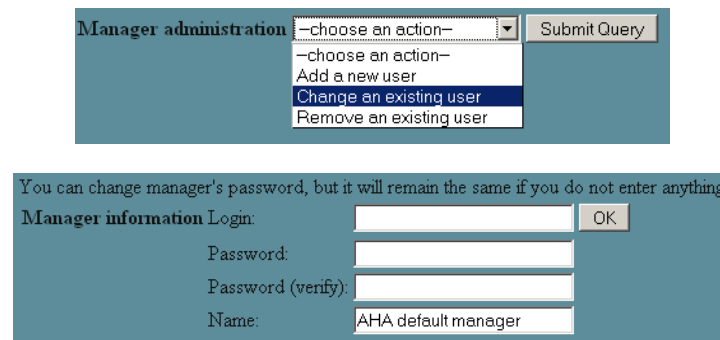 Manager administration –choose an action– Submit Query
–choose an action–
Add a new user
Change an existing user
Remove an existing user
You can change manager's password, but it will remain the same if you do not enter anything
Manager information Login: OK
Password:
Password (verify):
Name: AHA default manager